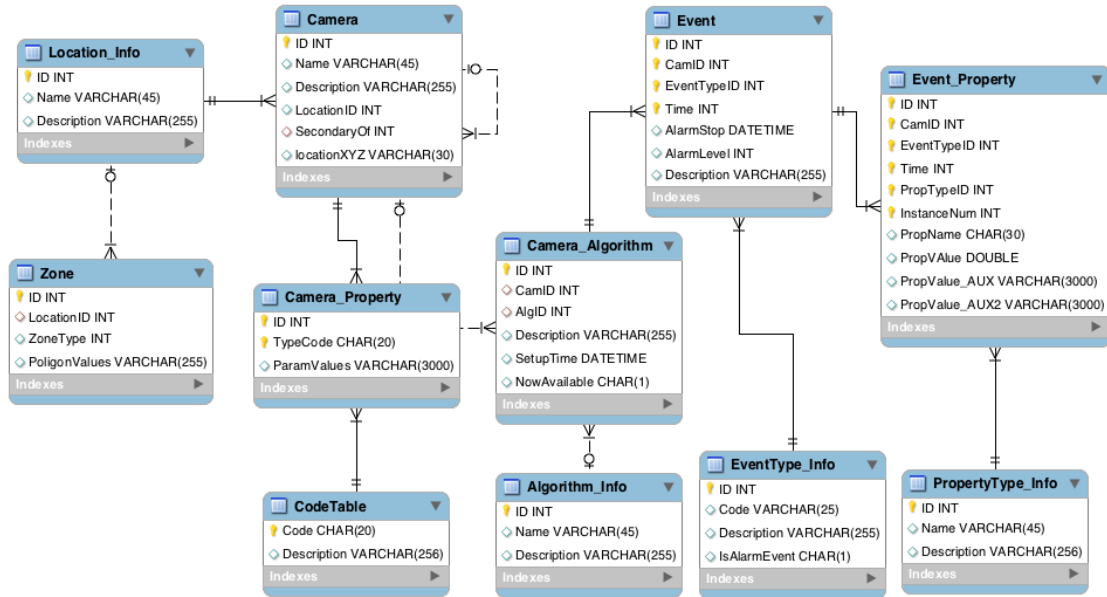 Camera
ID INT
Name VARCHAR(45)
Description VARCHAR(255)
LocationID INT
SecondaryOf INT
locationXYZ VARCHAR(30)
Indexes
Event
ID INT
CamID INT
EventTypeID INT
Time INT
AlarmStop DATETIME
AlarmLevel INT
Description VARCHAR(255)
Indexes
Location_Info
ID INT
Name VARCHAR(45)
Description VARCHAR(255)
Indexes
Event_Property
ID INT
CamID INT
EventTypeID INT
Time INT
PropTypeID INT
InstanceNum INT
PropName CHAR(30)
PropVAlue DOUBLE
PropValue_AUX VARCHAR(3000)
PropValue_AUX2 VARCHAR(3000)
Indexes
Zone
ID INT
LocationID INT
ZoneType INT
PoligonValues VARCHAR(255)
Indexes
Camera_Property
ID INT
TypeCode CHAR(20)
ParamValues VARCHAR(3000)
Indexes
Camera_Algorithm
ID INT
CamID INT
AlgID INT
Description VARCHAR(255)
SetupTime DATETIME
NowAvailable CHAR(1)
Indexes
CodeTable
Code CHAR(20)
Description VARCHAR(256)
Indexes
Algorithm_Info
ID INT
Name VARCHAR(45)
Description VARCHAR(255)
Indexes
EventType_Info
ID INT
Code VARCHAR(25)
Description VARCHAR(255)
IsAlarmEvent CHAR(1)
Indexes
PropertyType_Info
ID INT
Name VARCHAR(45)
Description VARCHAR(256)
Indexes